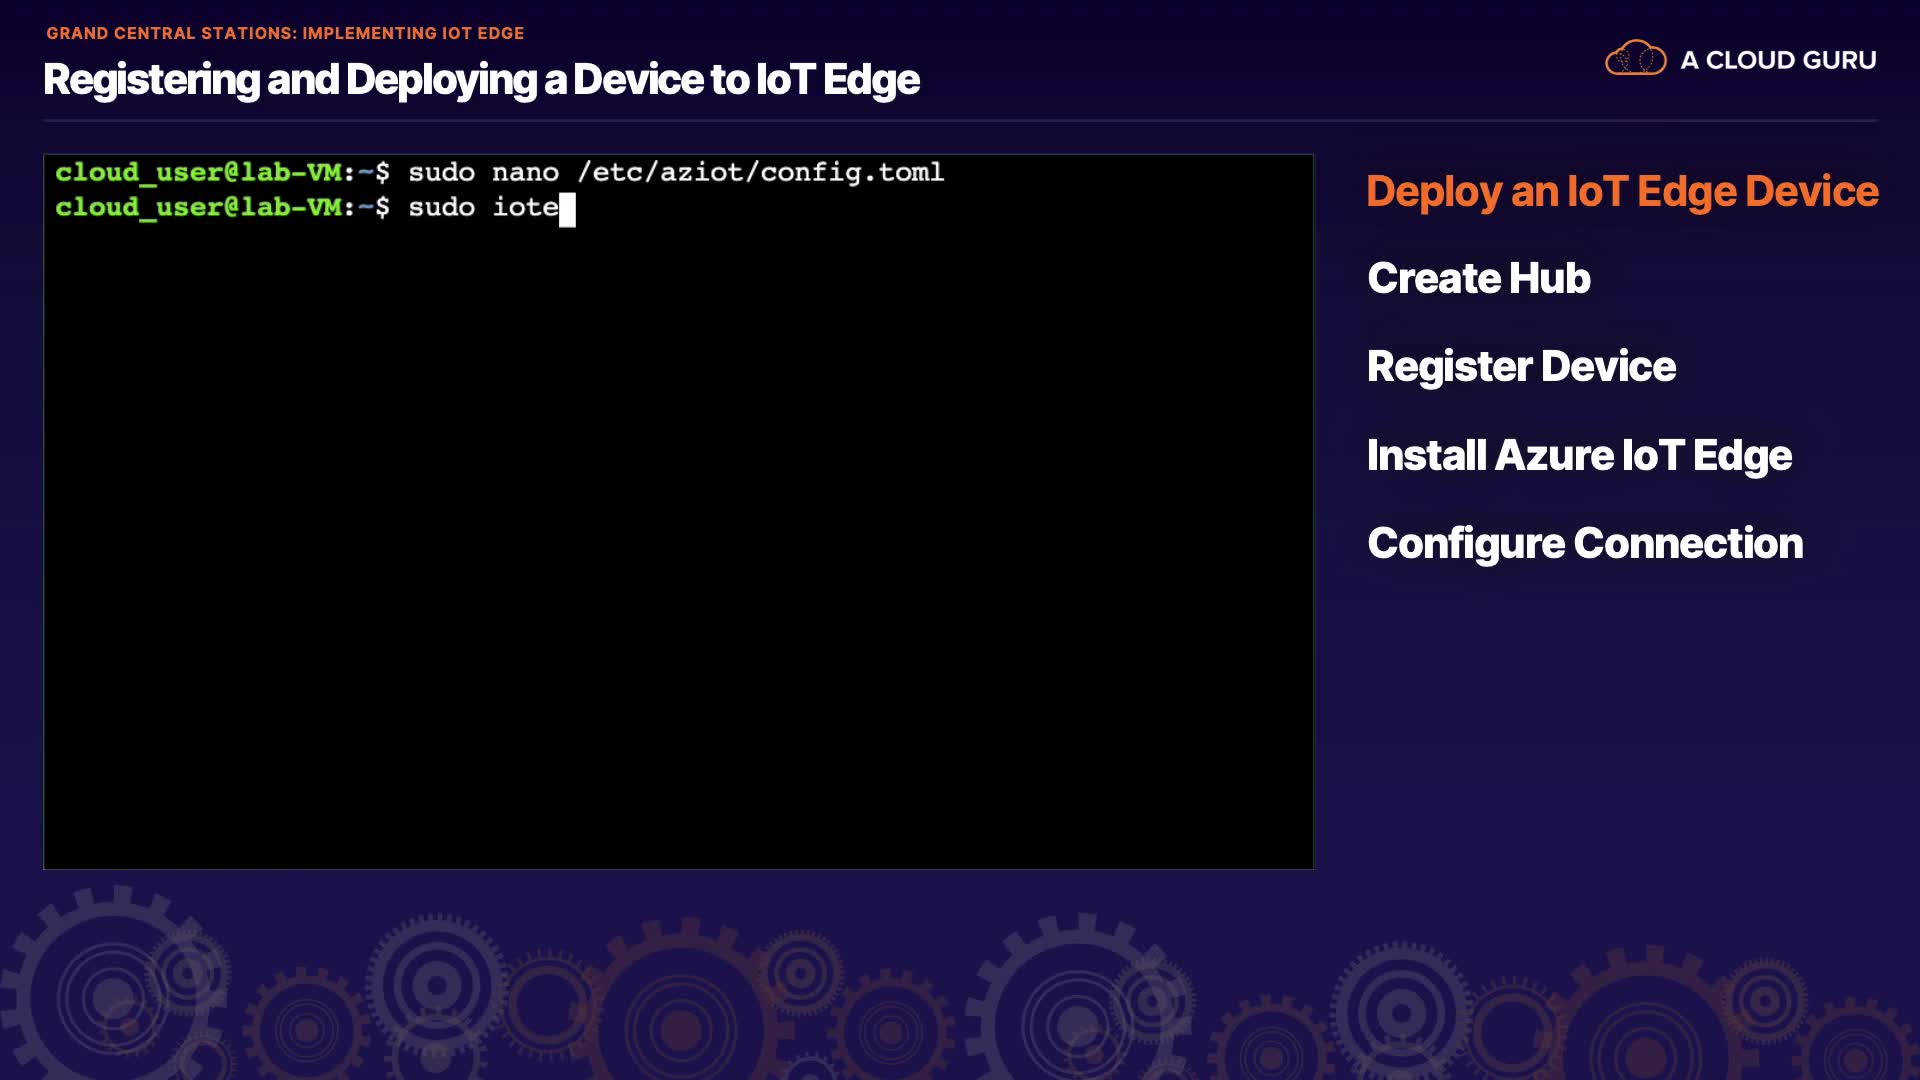 GRAND CENTRAL STATIONS: IMPLEMENTING IOT EDGE
Registering and Deploying a Device to IoT Edge
A CLOUD GURU
cloud_user@lab-VM:~$ sudo nano /etc/aziot/config.toml
cloud_user@lab-VM:~$ sudo iote
Deploy an IoT Edge Device
Create Hub
Register Device
Install Azure IoT Edge
Configure Connection